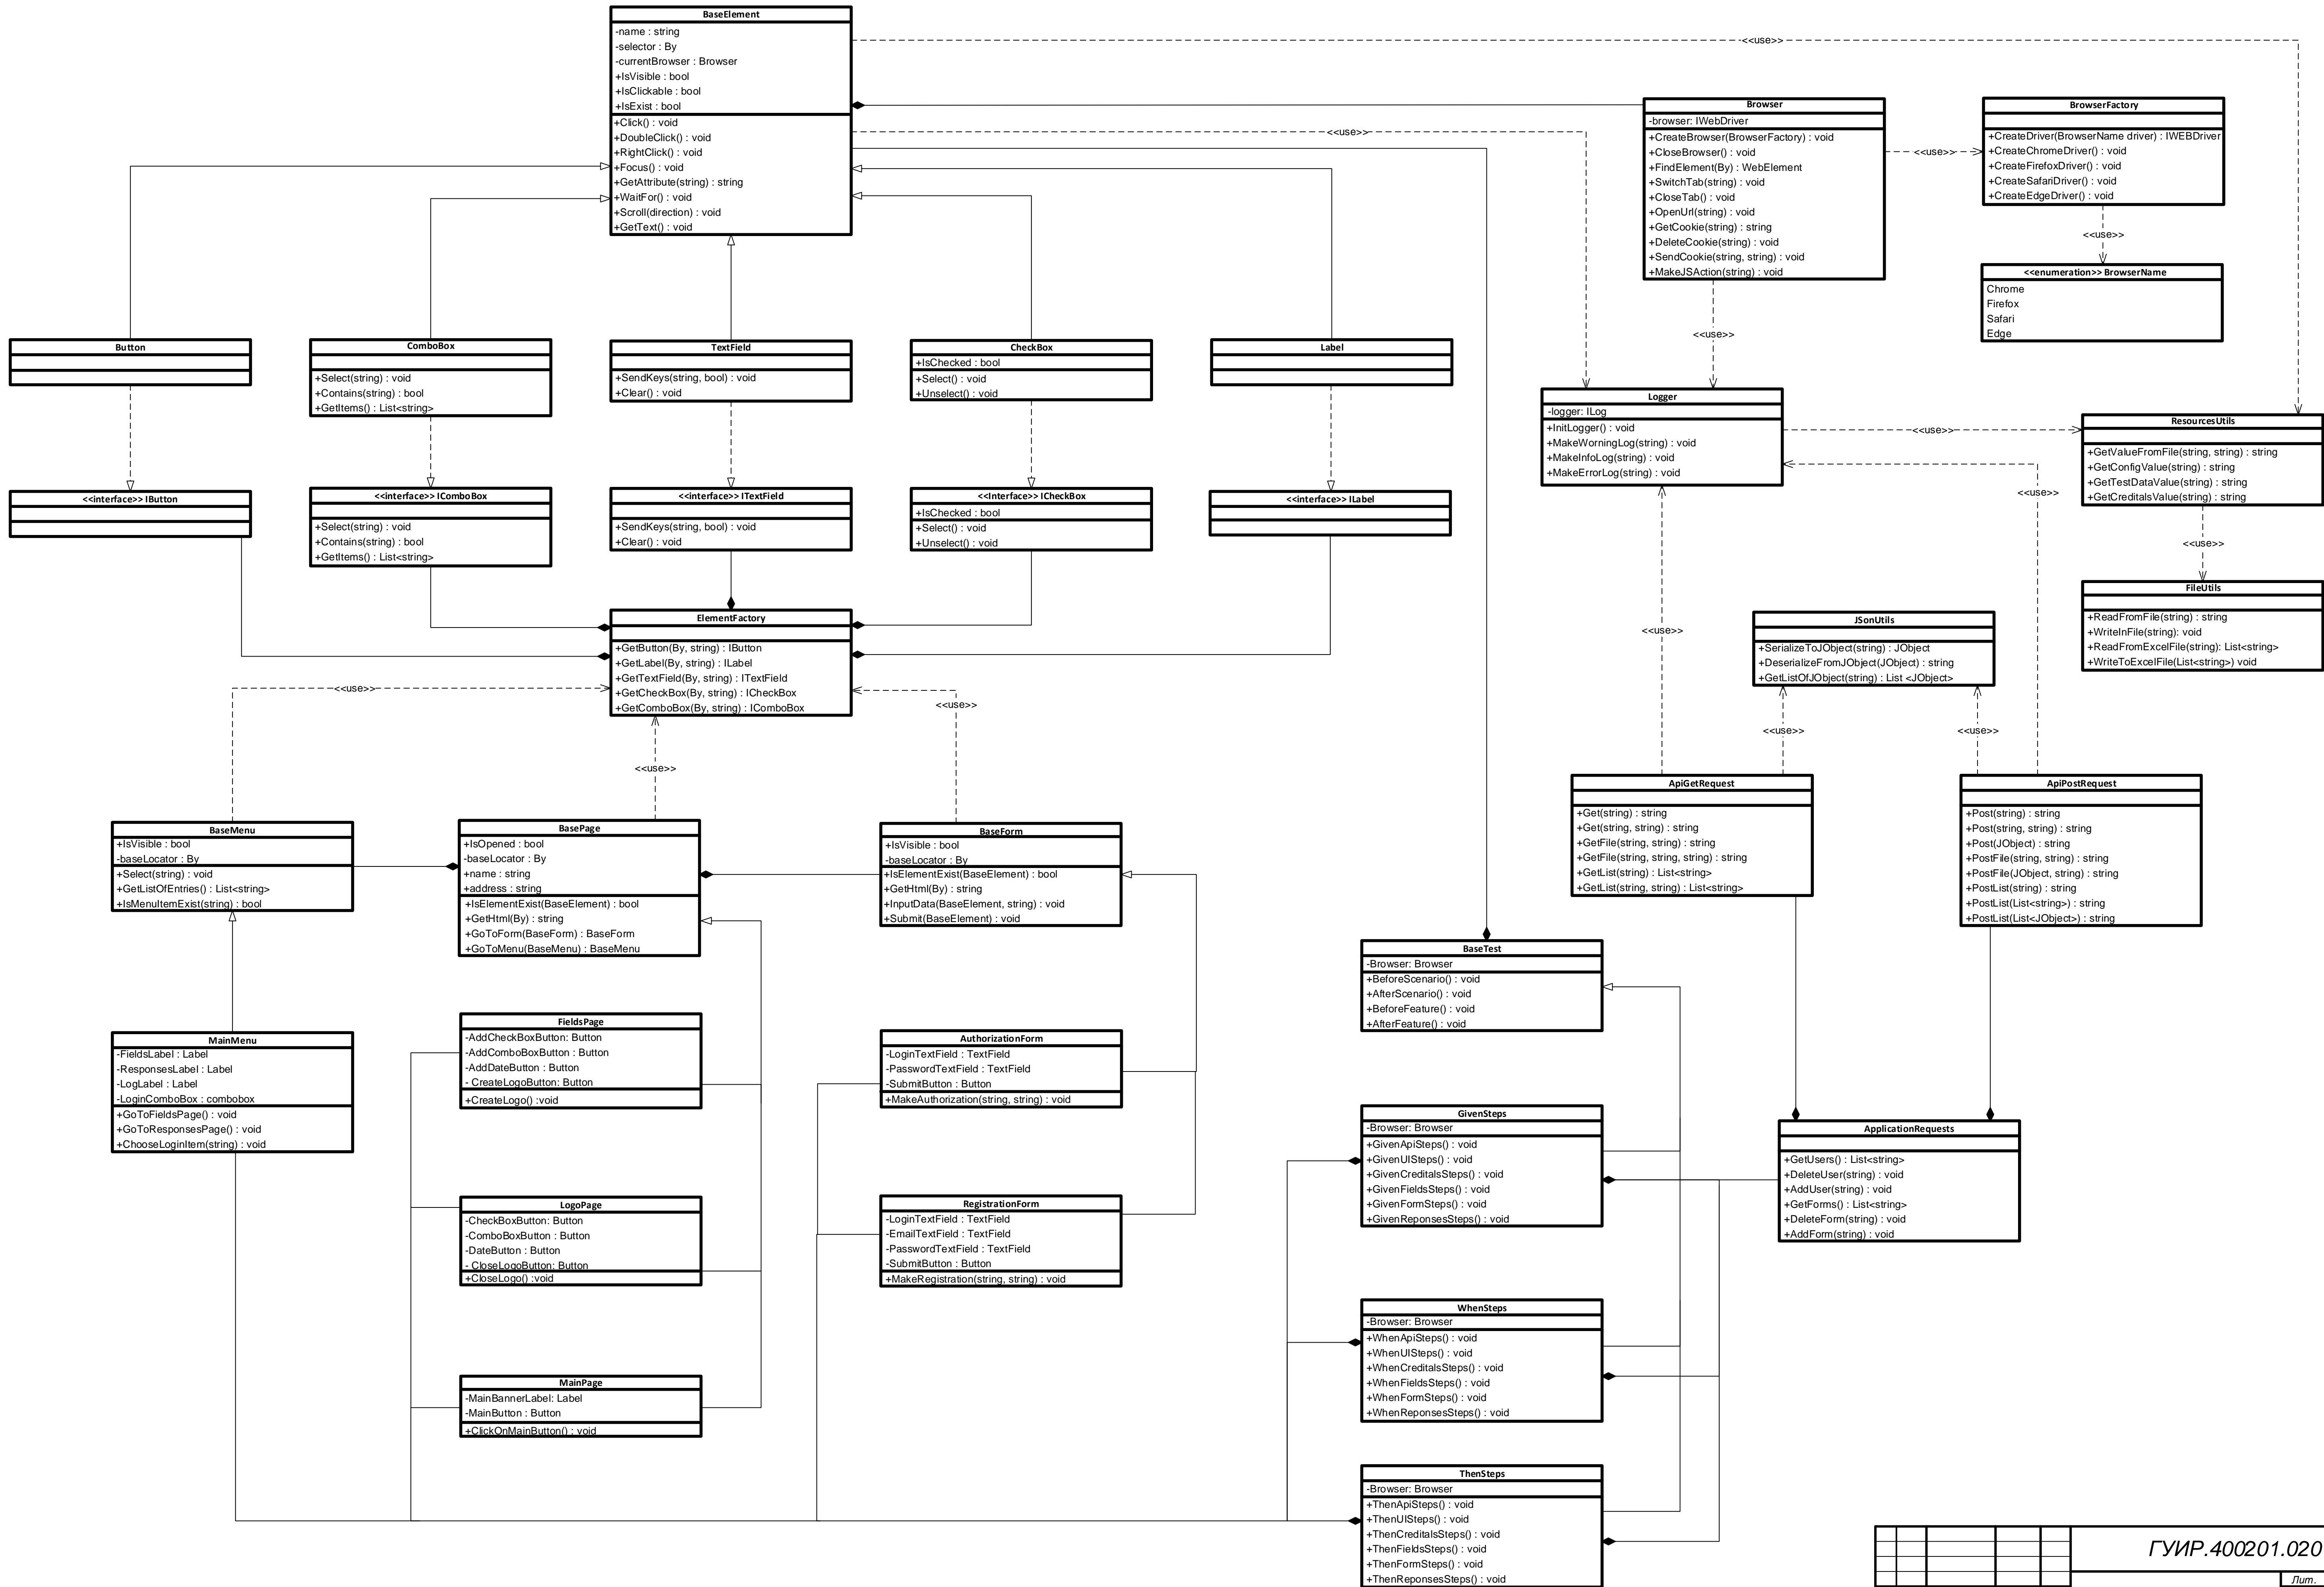 BaseElement
-name : string
-selector : By
-currentBrowser : Browser
+IsVisible : bool
+IsClickable : bool
+IsExist : bool
+Click() : void
+DoubleClick() : void
+RightClick() : void
+Focus() : void
+GetAttribute(string) : string
+WaitFor() : void
+Scroll(direction) : void
+GetText() : void
<<use>>
<<use>>
Browser
-browser: IWebDriver
+CreateBrowser(BrowserFactory) : void
+CloseBrowser() : void
+FindElement(By) : WebElement
+SwitchTab(string) : void
+CloseTab() : void
+OpenUrl(string) : void
+GetCookie(string) : string
+DeleteCookie(string) : void
+SendCookie(string, string) : void
+MakeJSAction(string) : void
<<use>>
BrowserFactory
+CreateDriver(BrowserName driver) : IWEBDriver
+CreateChromeDriver() : void
+CreateFirefoxDriver() : void
+CreateSafariDriver() : void
+CreateEdgeDriver() : void
<<use>>
<<enumeration>> BrowserName
Chrome
Firefox
Safari
Edge
<<use>>
Button
ComboBox
+Select(string) : void
+Contains(string) : bool
+GetItems() : List<string>
TextField
+SendKeys(string, bool) : void
+Clear() : void
CheckBox
+IsChecked : bool
+Select() : void
+Unselect() : void
Label
Logger
-logger: ILog
+InitLogger() : void
+MakeWorningLog(string) : void
+MakeInfoLog(string) : void
+MakeErrorLog(string) : void
<<use>>
ResourcesUtils
+GetValueFromFile(string, string) : string
+GetConfigValue(string) : string
+GetTestDataValue(string) : string
+GetCreditalsValue(string) : string
<<use>>
<<use>>
<<interface>> IButton
<<interface>> IComboBox
+Select(string) : void
+Contains(string) : bool
+GetItems() : List<string>
<<interface>> ITextField
+SendKeys(string, bool) : void
+Clear() : void
<<Interface>> ICheckBox
+IsChecked : bool
+Select() : void
+Unselect() : void
<<interface>> ILabel
FileUtils
+ReadFromFile(string) : string
+WriteInFile(string): void
+ReadFromExcelFile(string): List<string>
+WriteToExcelFile(List<string>) void
ElementFactory
+GetButton(By, string) : IButton
+GetLabel(By, string) : ILabel
+GetTextField(By, string) : ITextField
+GetCheckBox(By, string) : ICheckBox
+GetComboBox(By, string) : IComboBox
<<use>>
JSonUtils
+SerializeToJObject(string) : JObject
+DeserializeFromJObject(JObject) : string
+GetListOfJObject(string) : List <JObject>
<<use>>
<<use>>
<<use>>
<<use>>
<<use>>
ApiGetRequest
+Get(string) : string
+Get(string, string) : string
+GetFile(string, string) : string
+GetFile(string, string, string) : string
+GetList(string) : List<string>
+GetList(string, string) : List<string>
ApiPostRequest
+Post(string) : string
+Post(string, string) : string
+Post(JObject) : string
+PostFile(string, string) : string
+PostFile(JObject, string) : string
+PostList(string) : string
+PostList(List<string>) : string
+PostList(List<JObject>) : string
BaseMenu
+IsVisible : bool
-baseLocator : By
+Select(string) : void
+GetListOfEntries() : List<string>
+IsMenuItemExist(string) : bool
BasePage
+IsOpened : bool
-baseLocator : By
+name : string
+address : string
+IsElementExist(BaseElement) : bool
+GetHtml(By) : string
+GoToForm(BaseForm) : BaseForm
+GoToMenu(BaseMenu) : BaseMenu
BaseForm
+IsVisible : bool
-baseLocator : By
+IsElementExist(BaseElement) : bool
+GetHtml(By) : string
+InputData(BaseElement, string) : void
+Submit(BaseElement) : void
BaseTest
-Browser: Browser
+BeforeScenario() : void
+AfterScenario() : void
+BeforeFeature() : void
+AfterFeature() : void
MainMenu
-FieldsLabel : Label
-ResponsesLabel : Label
-LogLabel : Label
-LoginComboBox : combobox
+GoToFieldsPage() : void
+GoToResponsesPage() : void
+ChooseLoginItem(string) : void
FieldsPage
-AddCheckBoxButton: Button
-AddComboBoxButton : Button
-AddDateButton : Button
- CreateLogoButton: Button
+CreateLogo() :void
AuthorizationForm
-LoginTextField : TextField
-PasswordTextField : TextField
-SubmitButton : Button
+MakeAuthorization(string, string) : void
GivenSteps
-Browser: Browser
+GivenApiSteps() : void
+GivenUISteps() : void
+GivenCreditalsSteps() : void
+GivenFieldsSteps() : void
+GivenFormSteps() : void
+GivenReponsesSteps() : void
ApplicationRequests
+GetUsers() : List<string>
+DeleteUser(string) : void
+AddUser(string) : void
+GetForms() : List<string>
+DeleteForm(string) : void
+AddForm(string) : void
LogoPage
-CheckBoxButton: Button
-ComboBoxButton : Button
-DateButton : Button
- CloseLogoButton: Button
+CloseLogo() :void
RegistrationForm
-LoginTextField : TextField
-EmailTextField : TextField
-PasswordTextField : TextField
-SubmitButton : Button
+MakeRegistration(string, string) : void
WhenSteps
-Browser: Browser
+WhenApiSteps() : void
+WhenUISteps() : void
+WhenCreditalsSteps() : void
+WhenFieldsSteps() : void
+WhenFormSteps() : void
+WhenReponsesSteps() : void
MainPage
-MainBannerLabel: Label
-MainButton : Button
+ClickOnMainButton() : void
ThenSteps
-Browser: Browser
+ThenApiSteps() : void
+ThenUISteps() : void
+ThenCreditalsSteps() : void
+ThenFieldsSteps() : void
+ThenFormSteps() : void
+ThenReponsesSteps() : void
ГУИР.400201.020
Лит.